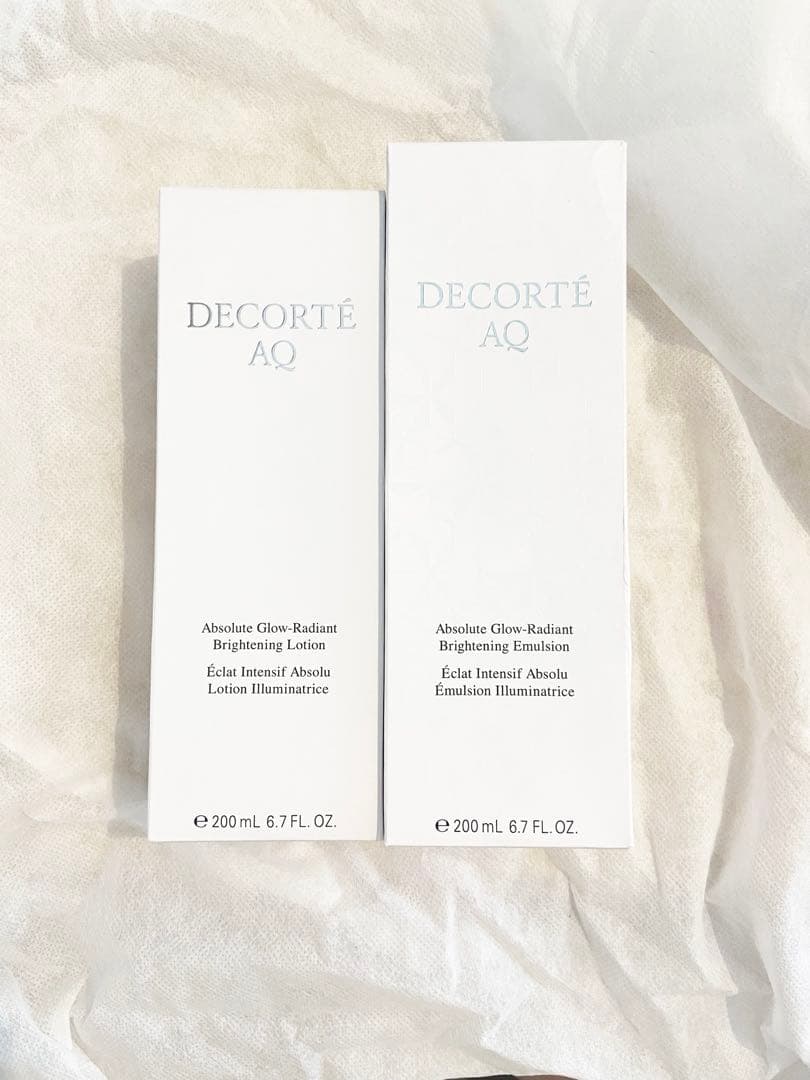 DECORTÉ
AQ
Absolute Glow-Radiant
Brightening Lotion
Éclat Intensif Absolu
Lotion Illuminatrice
℮ 200 mL 6.7 FL. OZ.
DECORTÉ
AQ
Absolute Glow-Radiant
Brightening Emulsion
Éclat Intensif Absolu
Émulsion Illuminatrice
℮ 200 mL 6.7 FL. OZ.